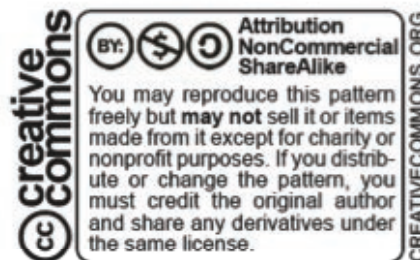 cc creative
commons
BY:
Attribution
NonCommercial
ShareAlike
You may reproduce this pattern
freely but may not sell it or items
made from it except for charity or
nonprofit purposes. If you distrib-
ute or change the pattern, you
must credit the original author
and share any derivatives under
the same license.
CREATIVECOMMONS.ORG